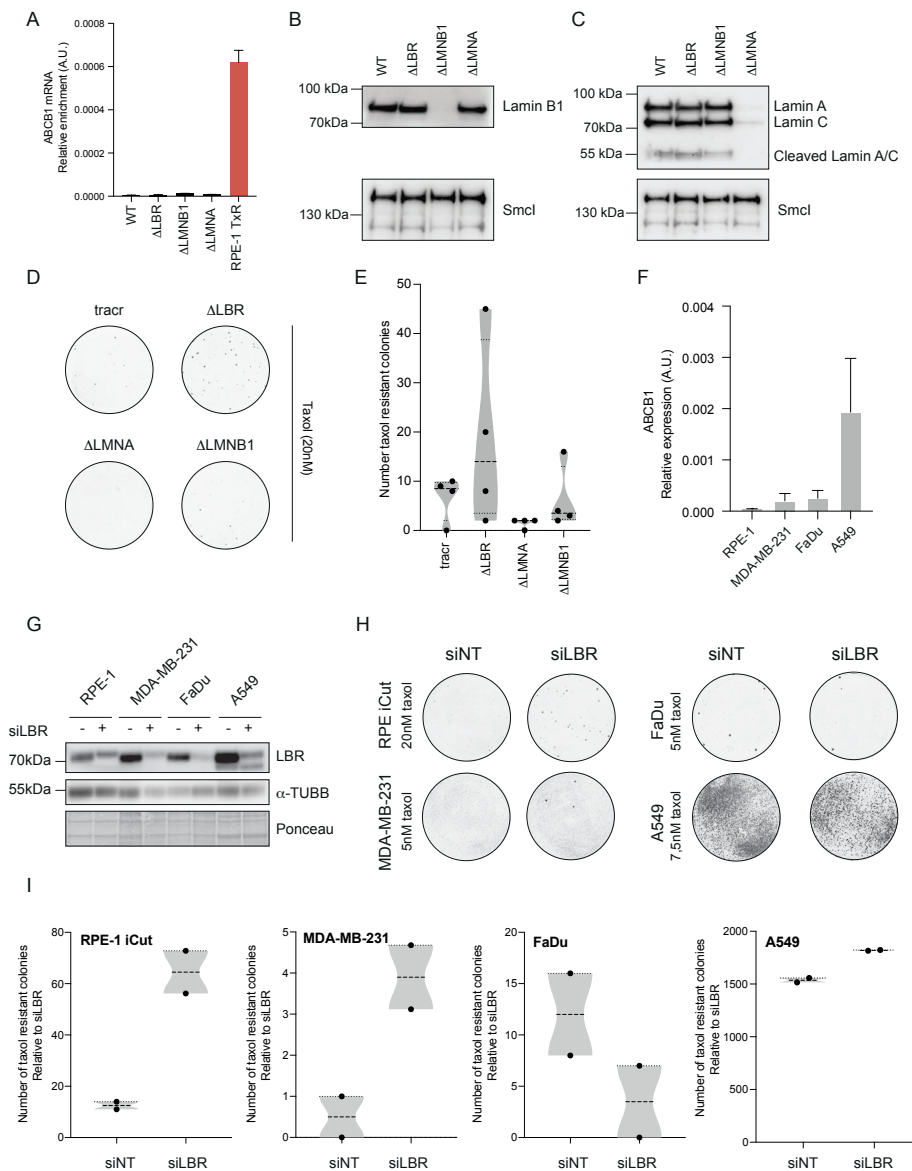 A
ABCB1 mRNA
Relative enrichment (A.U.)
0.0008
0.0006
0.0004
0.0002
0.0000
WT
ΔLBR
ΔLMNB1
ΔLMNA
RPE-1 TxR
B
WT
ΔLBR
ΔLMNB1
ΔLMNA
100 kDa
70kDa
Lamin B1
130 kDa
SmcI
C
WT
ΔLBR
ΔLMNB1
ΔLMNA
100 kDa
70kDa
55 kDa
Lamin A
Lamin C
Cleaved Lamin A/C
130 kDa
SmcI
D
tracr
ΔLBR
ΔLMNA
ΔLMNB1
Taxol (20nM)
E
Number taxol resistant colonies
50
40
30
20
10
0
tracr
ΔLBR
ΔLMNA
ΔLMNB1
F
ABCB1
Relative expression (A.U.)
0.004
0.003
0.002
0.001
0.000
RPE-1
MDA-MB-231
FaDu
A549
G
RPE-1
MDA-MB-231
FaDu
A549
siLBR - + - + - + - +
70kDa
LBR
55kDa
α-TUBB
Ponceau
H
siNT
siLBR
RPE iCut
20nM taxol
MDA-MB-231
5nM taxol
siNT
siLBR
FaDu
5nM taxol
A549
7,5nM taxol
I
RPE-1 iCut
Number of taxol resistant colonies
Relative to siLBR
80
60
40
20
0
siNT
siLBR
MDA-MB-231
Number of taxol resistant colonies
Relative to siLBR
5
4
3
2
1
0
siNT
siLBR
FaDu
Number of taxol resistant colonies
Relative to siLBR
20
15
10
5
0
siNT
siLBR
A549
Number of taxol resistant colonies
Relative to siLBR
2000
1500
1000
500
0
siNT
siLBR